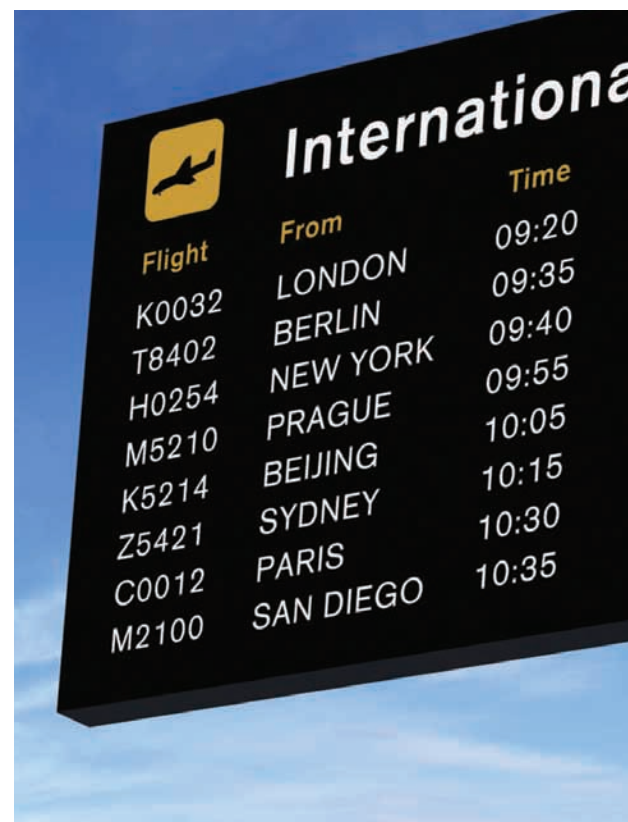 Internationa
Flight From Time
K0032 LONDON 09:20
T8402 BERLIN 09:35
H0254 NEW YORK 09:40
M5210 PRAGUE 09:55
K5214 BEIJING 10:05
Z5421 SYDNEY 10:15
C0012 PARIS 10:30
M2100 SAN DIEGO 10:35